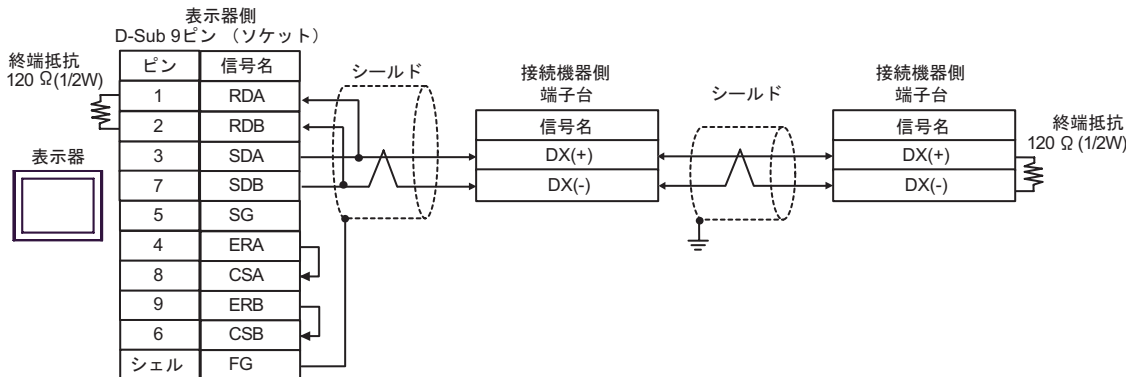 表示器側
D-Sub 9ピン （ソケット）
終端抵抗
120 Ω(1/2W)
表示器
ピン 信号名
1 RDA
2 RDB
3 SDA
7 SDB
5 SG
4 ERA
8 CSA
9 ERB
6 CSB
シェル FG
シールド
接続機器側
端子台
信号名
DX(+)
DX(-)
シールド
接続機器側
端子台
信号名
DX(+)
DX(-)
終端抵抗
120 Ω (1/2W)